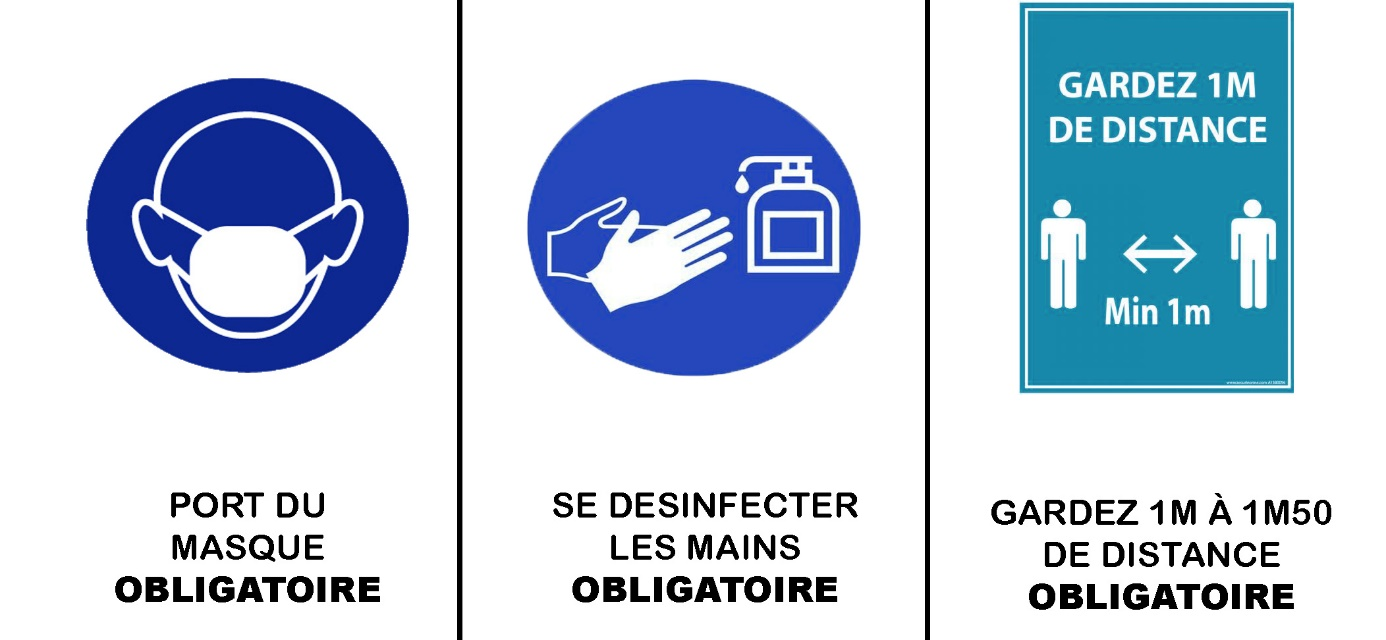 PORT DU
MASQUE
OBLIGATOIRE
SE DESINFECTER
LES MAINS
OBLIGATOIRE
GARDEZ 1M
DE DISTANCE
Min 1m
GARDEZ 1M À 1M50
DE DISTANCE
OBLIGATOIRE